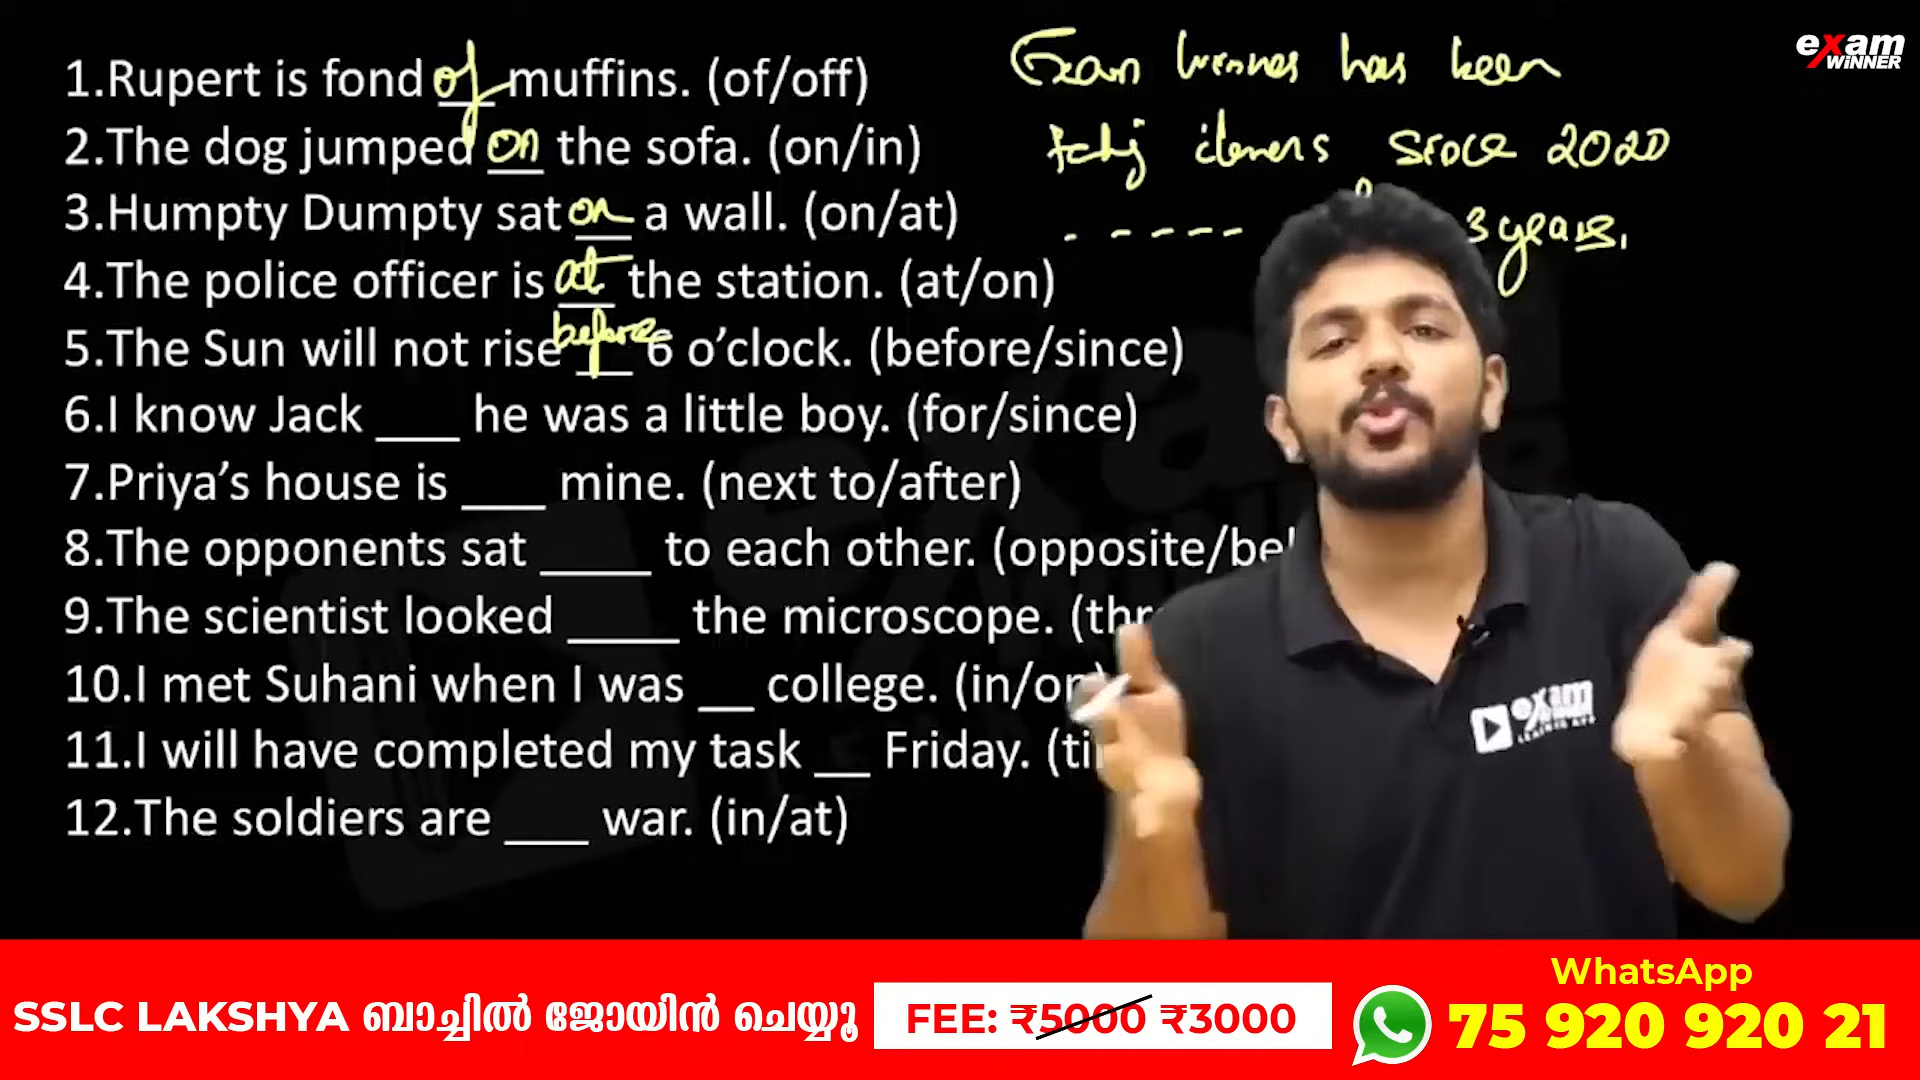 1.Rupert is fond of muffins. (of/off)
2.The dog jumped on the sofa. (on/in)
3.Humpty Dumpty sat on a wall. (on/at)
4.The police officer is at the station. (at/on)
5.The Sun will not rise before 6 o'clock. (before/since)
6.I know Jack ___ he was a little boy. (for/since)
7.Priya's house is ___ mine. (next to/after)
8.The opponents sat ____ to each other. (opposite/
9.The scientist looked ____ the microscope.
10.I met Suhani when I was __ college. (in/on)
11.I will have completed my task __ Friday.
12.The soldiers are ___ war. (in/at)
Exam winner has been
since 2020
3 years.
exam
WINNER
exam
WINNER
LEARNING APP
SSLC LAKSHYA ബാച്ചിൽ ജോയിൻ ചെയ്യൂ
FEE: ₹5000 ₹3000
WhatsApp
75 920 920 21